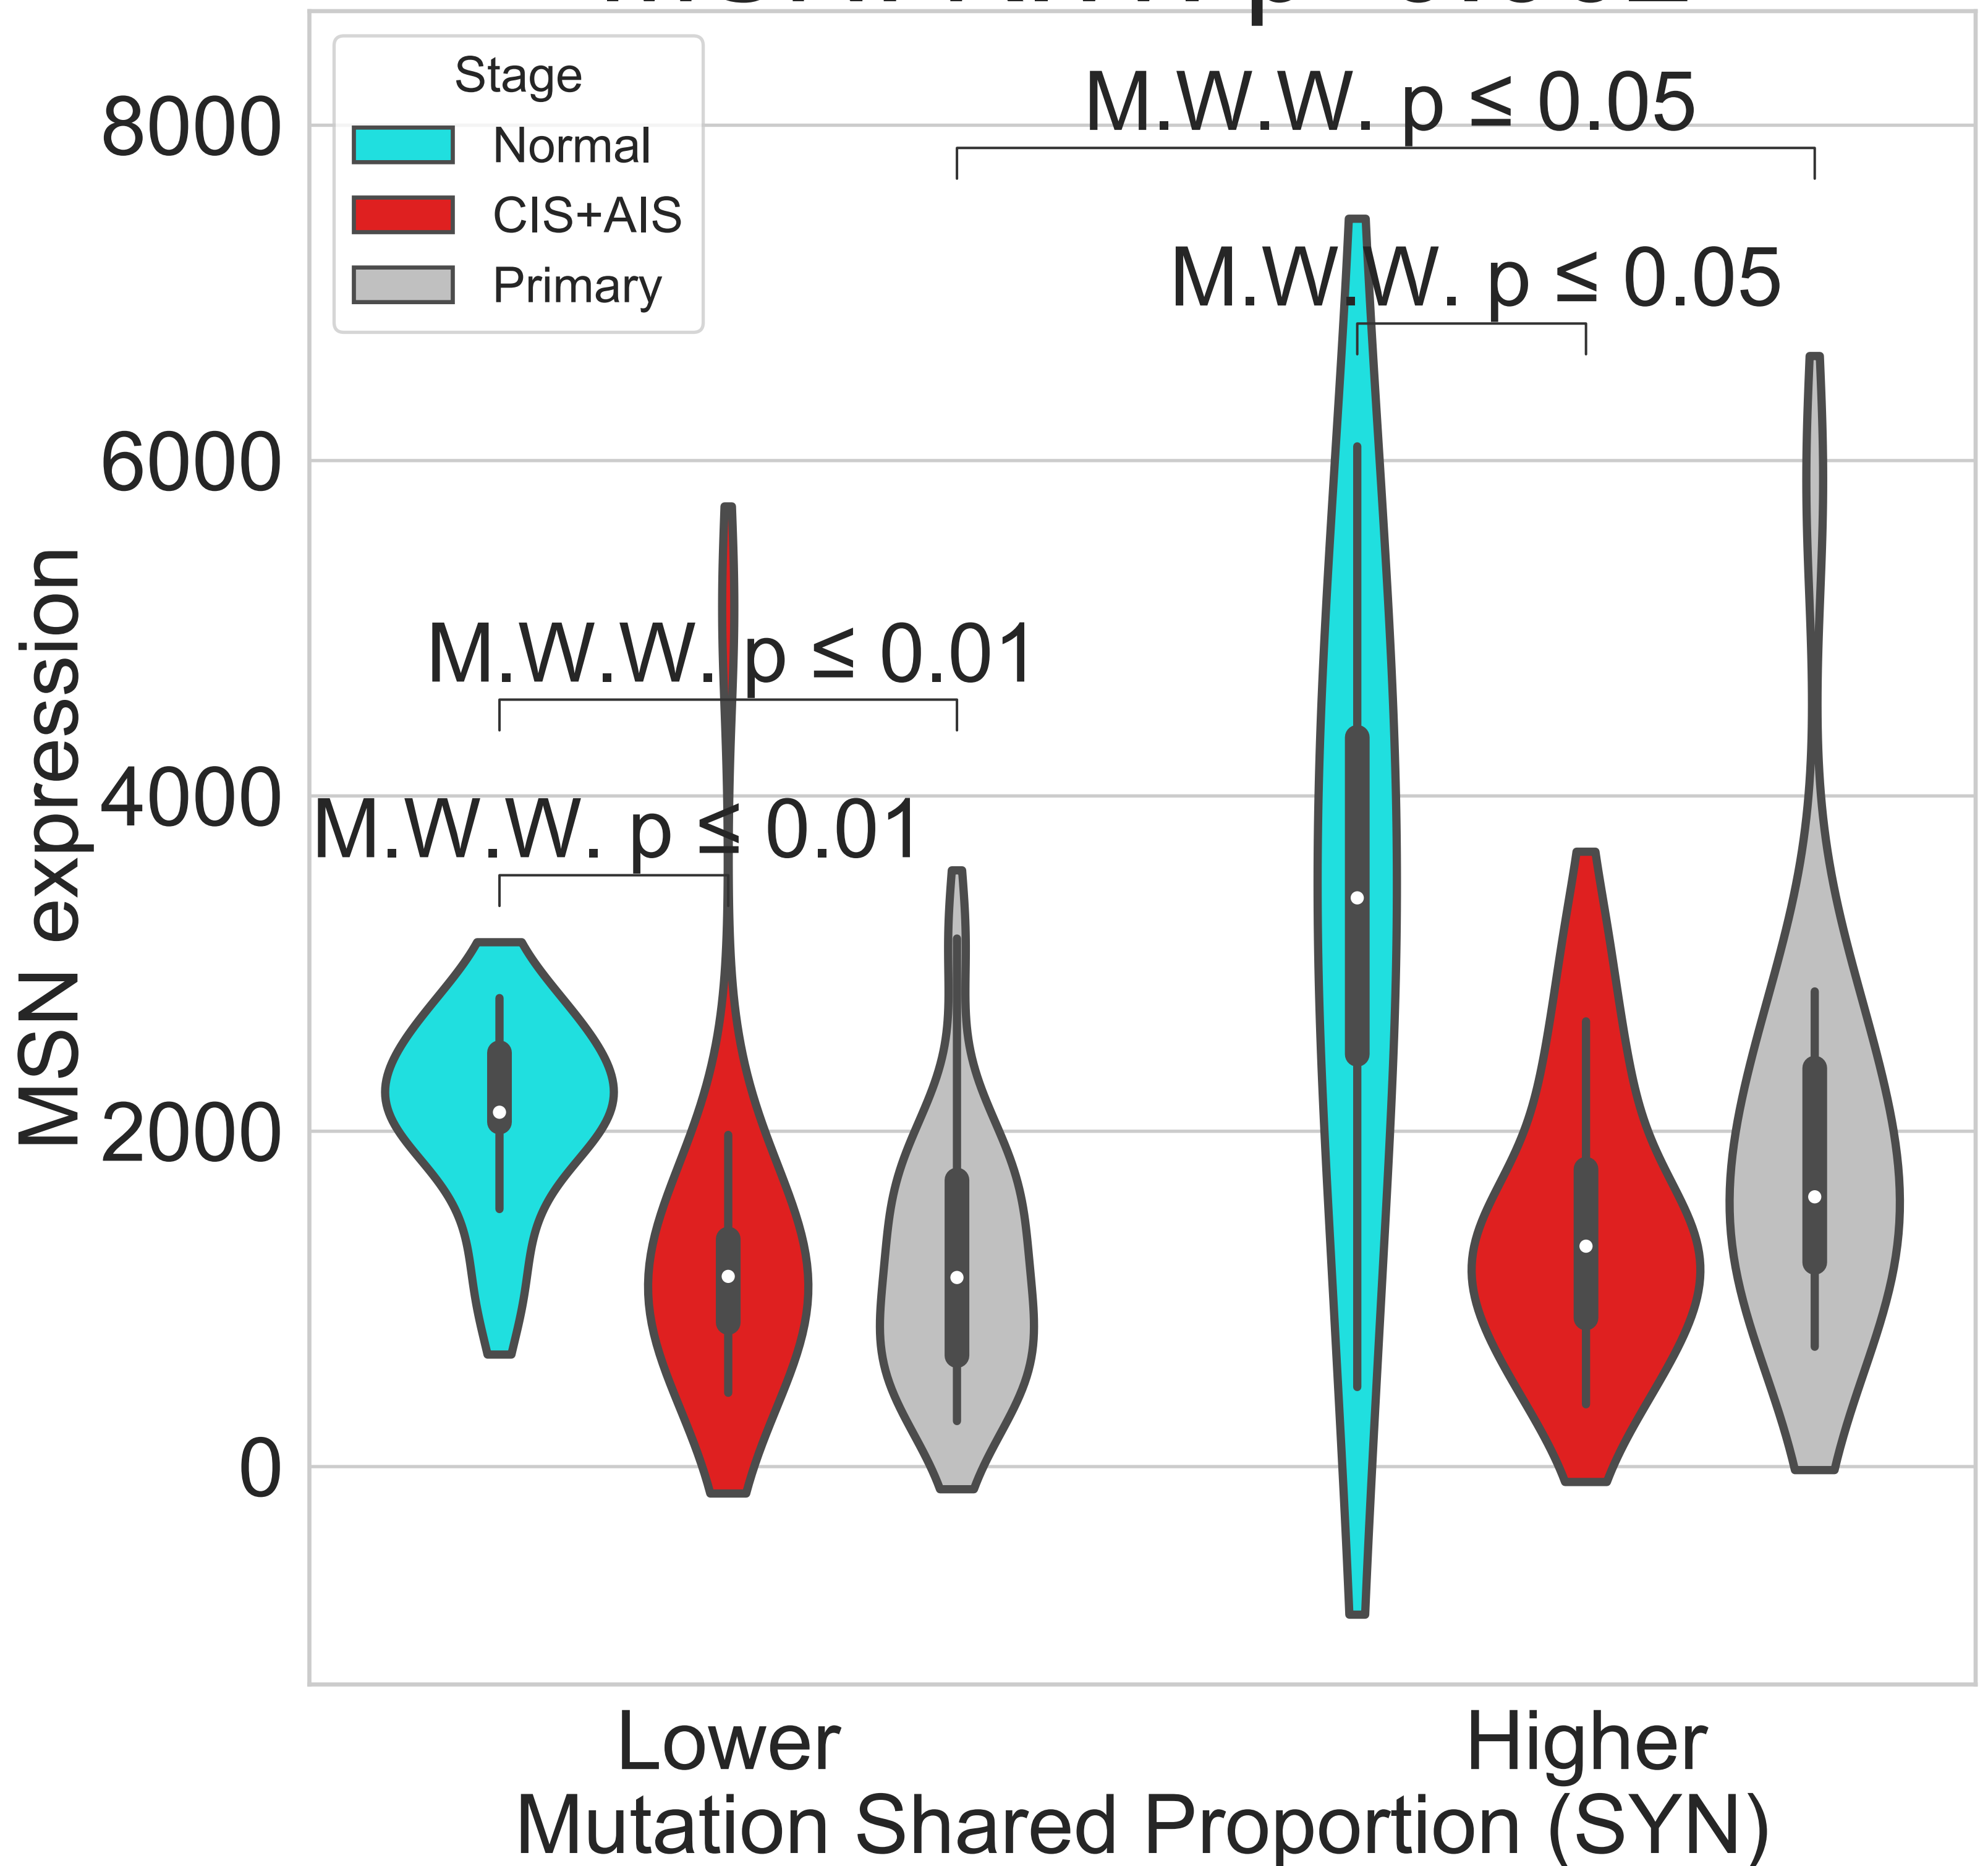 Stage
Normal
CIS+AIS
Primary
M.W.W. p ≤ 0.05
M.W.W. p ≤ 0.05
M.W.W. p ≤ 0.01
M.W.W. p ≤ 0.01
8000
6000
4000
2000
0
MSN expression
Lower
Higher
Mutation Shared Proportion (SYN)